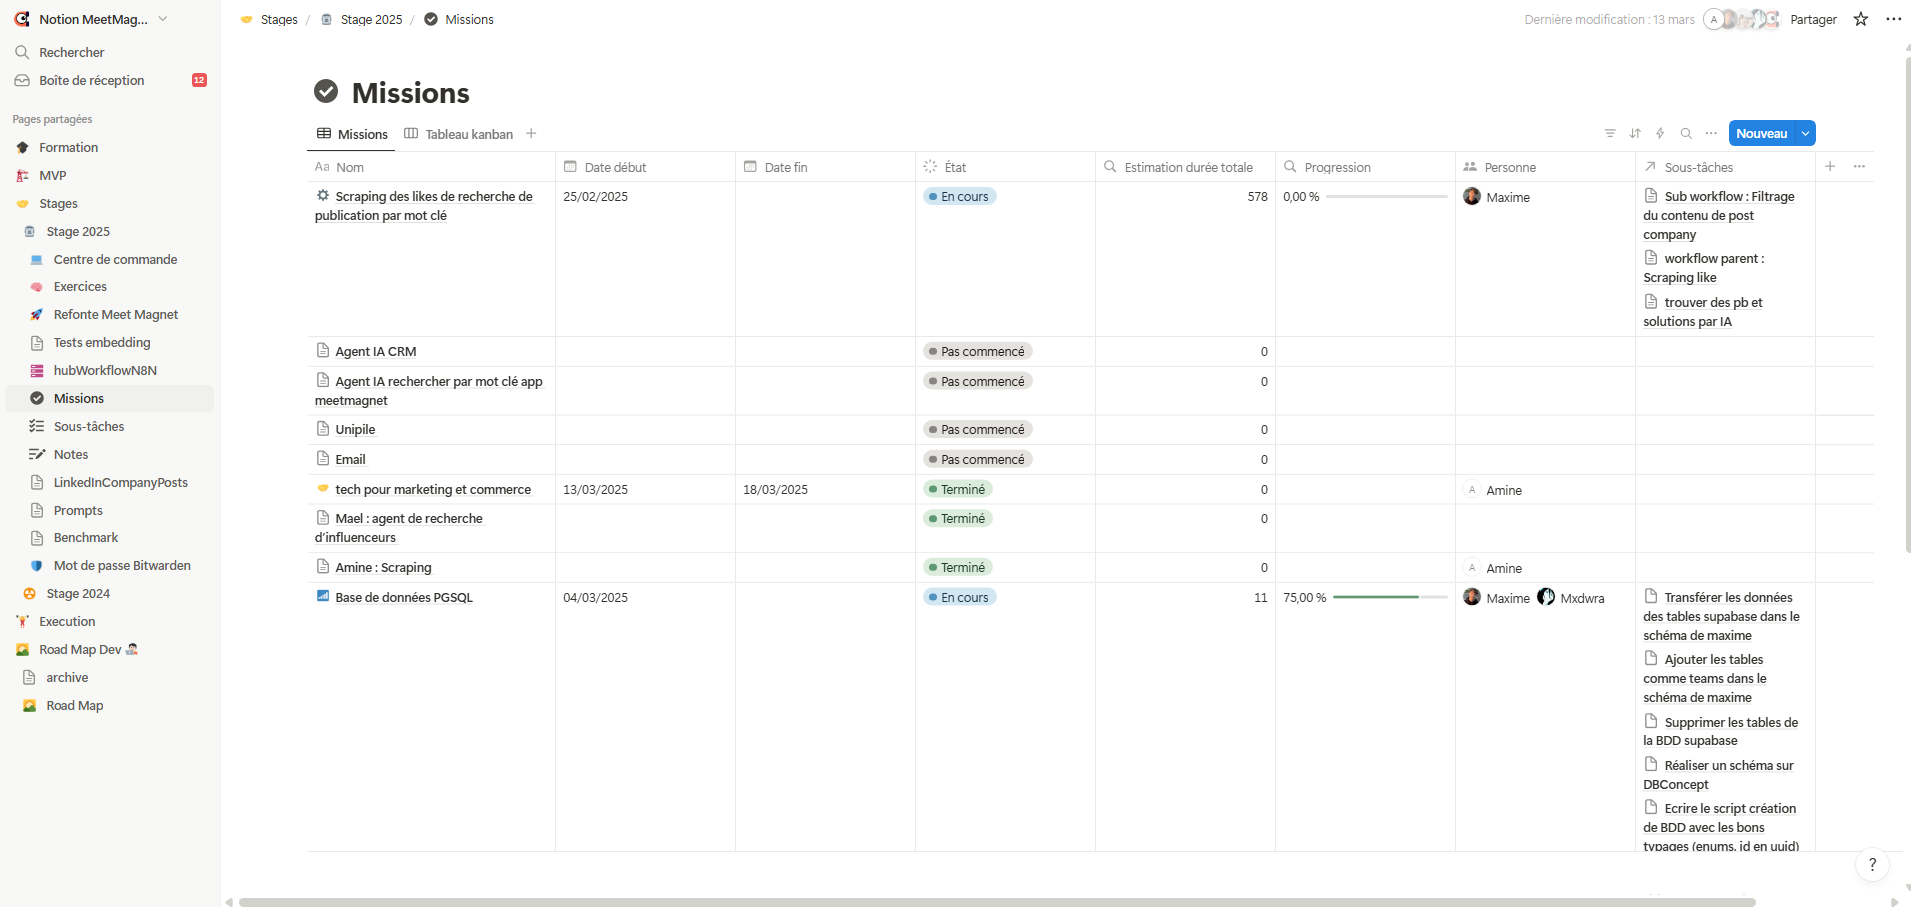 Notion MeetMag...
Rechercher
Boîte de réception
12
Pages partagées
Formation
MVP
Stages
Stage 2025
Centre de commande
Exercices
Refonte Meet Magnet
Tests embedding
hubWorkflowN8N
Missions
Sous-tâches
Notes
LinkedInCompanyPosts
Prompts
Benchmark
Mot de passe Bitwarden
Stage 2024
Execution
Road Map Dev
archive
Road Map
Stages / Stage 2025 / Missions
Dernière modification : 13 mars
A
Partager
Missions
Missions
Tableau kanban
Nouveau
Aa Nom
Date début
Date fin
État
Estimation durée totale
Progression
Personne
Sous-tâches
Scraping des likes de recherche de
publication par mot clé
25/02/2025
En cours
578
0,00 %
Maxime
Sub workflow : Filtrage
du contenu de post
company
workflow parent :
Scraping like
trouver des pb et
solutions par IA
Agent IA CRM
Pas commencé
0
Agent IA rechercher par mot clé app
meetmagnet
Pas commencé
0
Unipile
Pas commencé
0
Email
Pas commencé
0
tech pour marketing et commerce
13/03/2025
18/03/2025
Terminé
0
A Amine
Mael : agent de recherche
d'influenceurs
Terminé
0
Amine : Scraping
Terminé
0
A Amine
Base de données PGSQL
04/03/2025
En cours
11
75,00 %
Maxime
Mxdwra
Transférer les données
des tables supabase dans le
schéma de maxime
Ajouter les tables
comme teams dans le
schéma de maxime
Supprimer les tables de
la BDD supabase
Réaliser un schéma sur
DBConcept
Ecrire le script création
de BDD avec les bons
typages (enums, id en uuid)
?